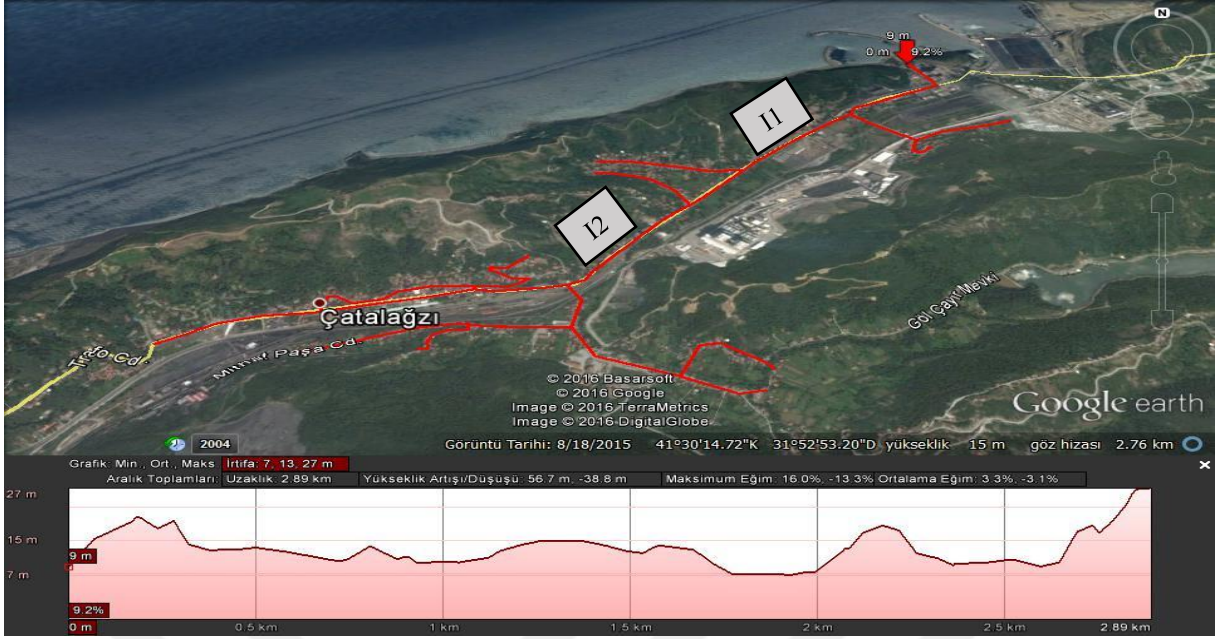 N
9 m
0 m 9.2%
I1
I2
Çatalağzı
Göl Çayır Mevki
Mithat Paşa Cd.
Trafo Cd.
© 2016 Basarsoft
© 2016 Google
Image © 2016 TerraMetrics
Image © 2016 DigitalGlobe
Google earth
2004
Görüntü Tarihi: 8/18/2015 41°30'14.72"K 31°52'53.20"D yükseklik 15 m göz hizası 2.76 km
Grafik: Min., Ort., Maks İrtifa: 7, 13, 27 m
Aralık Toplamları: Uzaklık: 2.89 km Yükseklik Artışı/Düşüşü: 56.7 m, -38.8 m Maksimum Eğim: 16.0%, -13.3% Ortalama Eğim: 3.3%, -3.1%
27 m
15 m
9 m
7 m
9.2%
0 m 0.5 km 1 km 1.5 km 2 km 2.5 km 2.89 km